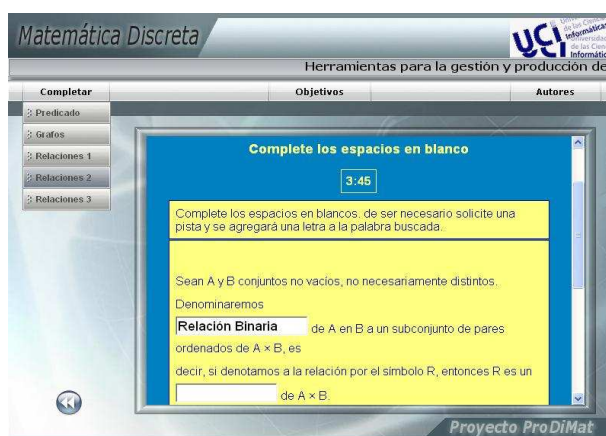 Matemática Discreta
UCI
Herramientas para la gestión y producción de
Completar
Objetivos
Autores
Predicado
Grafos
Relaciones 1
Relaciones 2
Relaciones 3
Complete los espacios en blanco
3:45
Complete los espacios en blancos. de ser necesario solicite una
pista y se agregará una letra a la palabra buscada.
Sean A y B conjuntos no vacíos, no necesariamente distintos.
Denominaremos
Relación Binaria de A en B a un subconjunto de pares
ordenados de A × B, es
decir, si denotamos a la relación por el símbolo R, entonces R es un
de A × B.
Proyecto ProDiMat